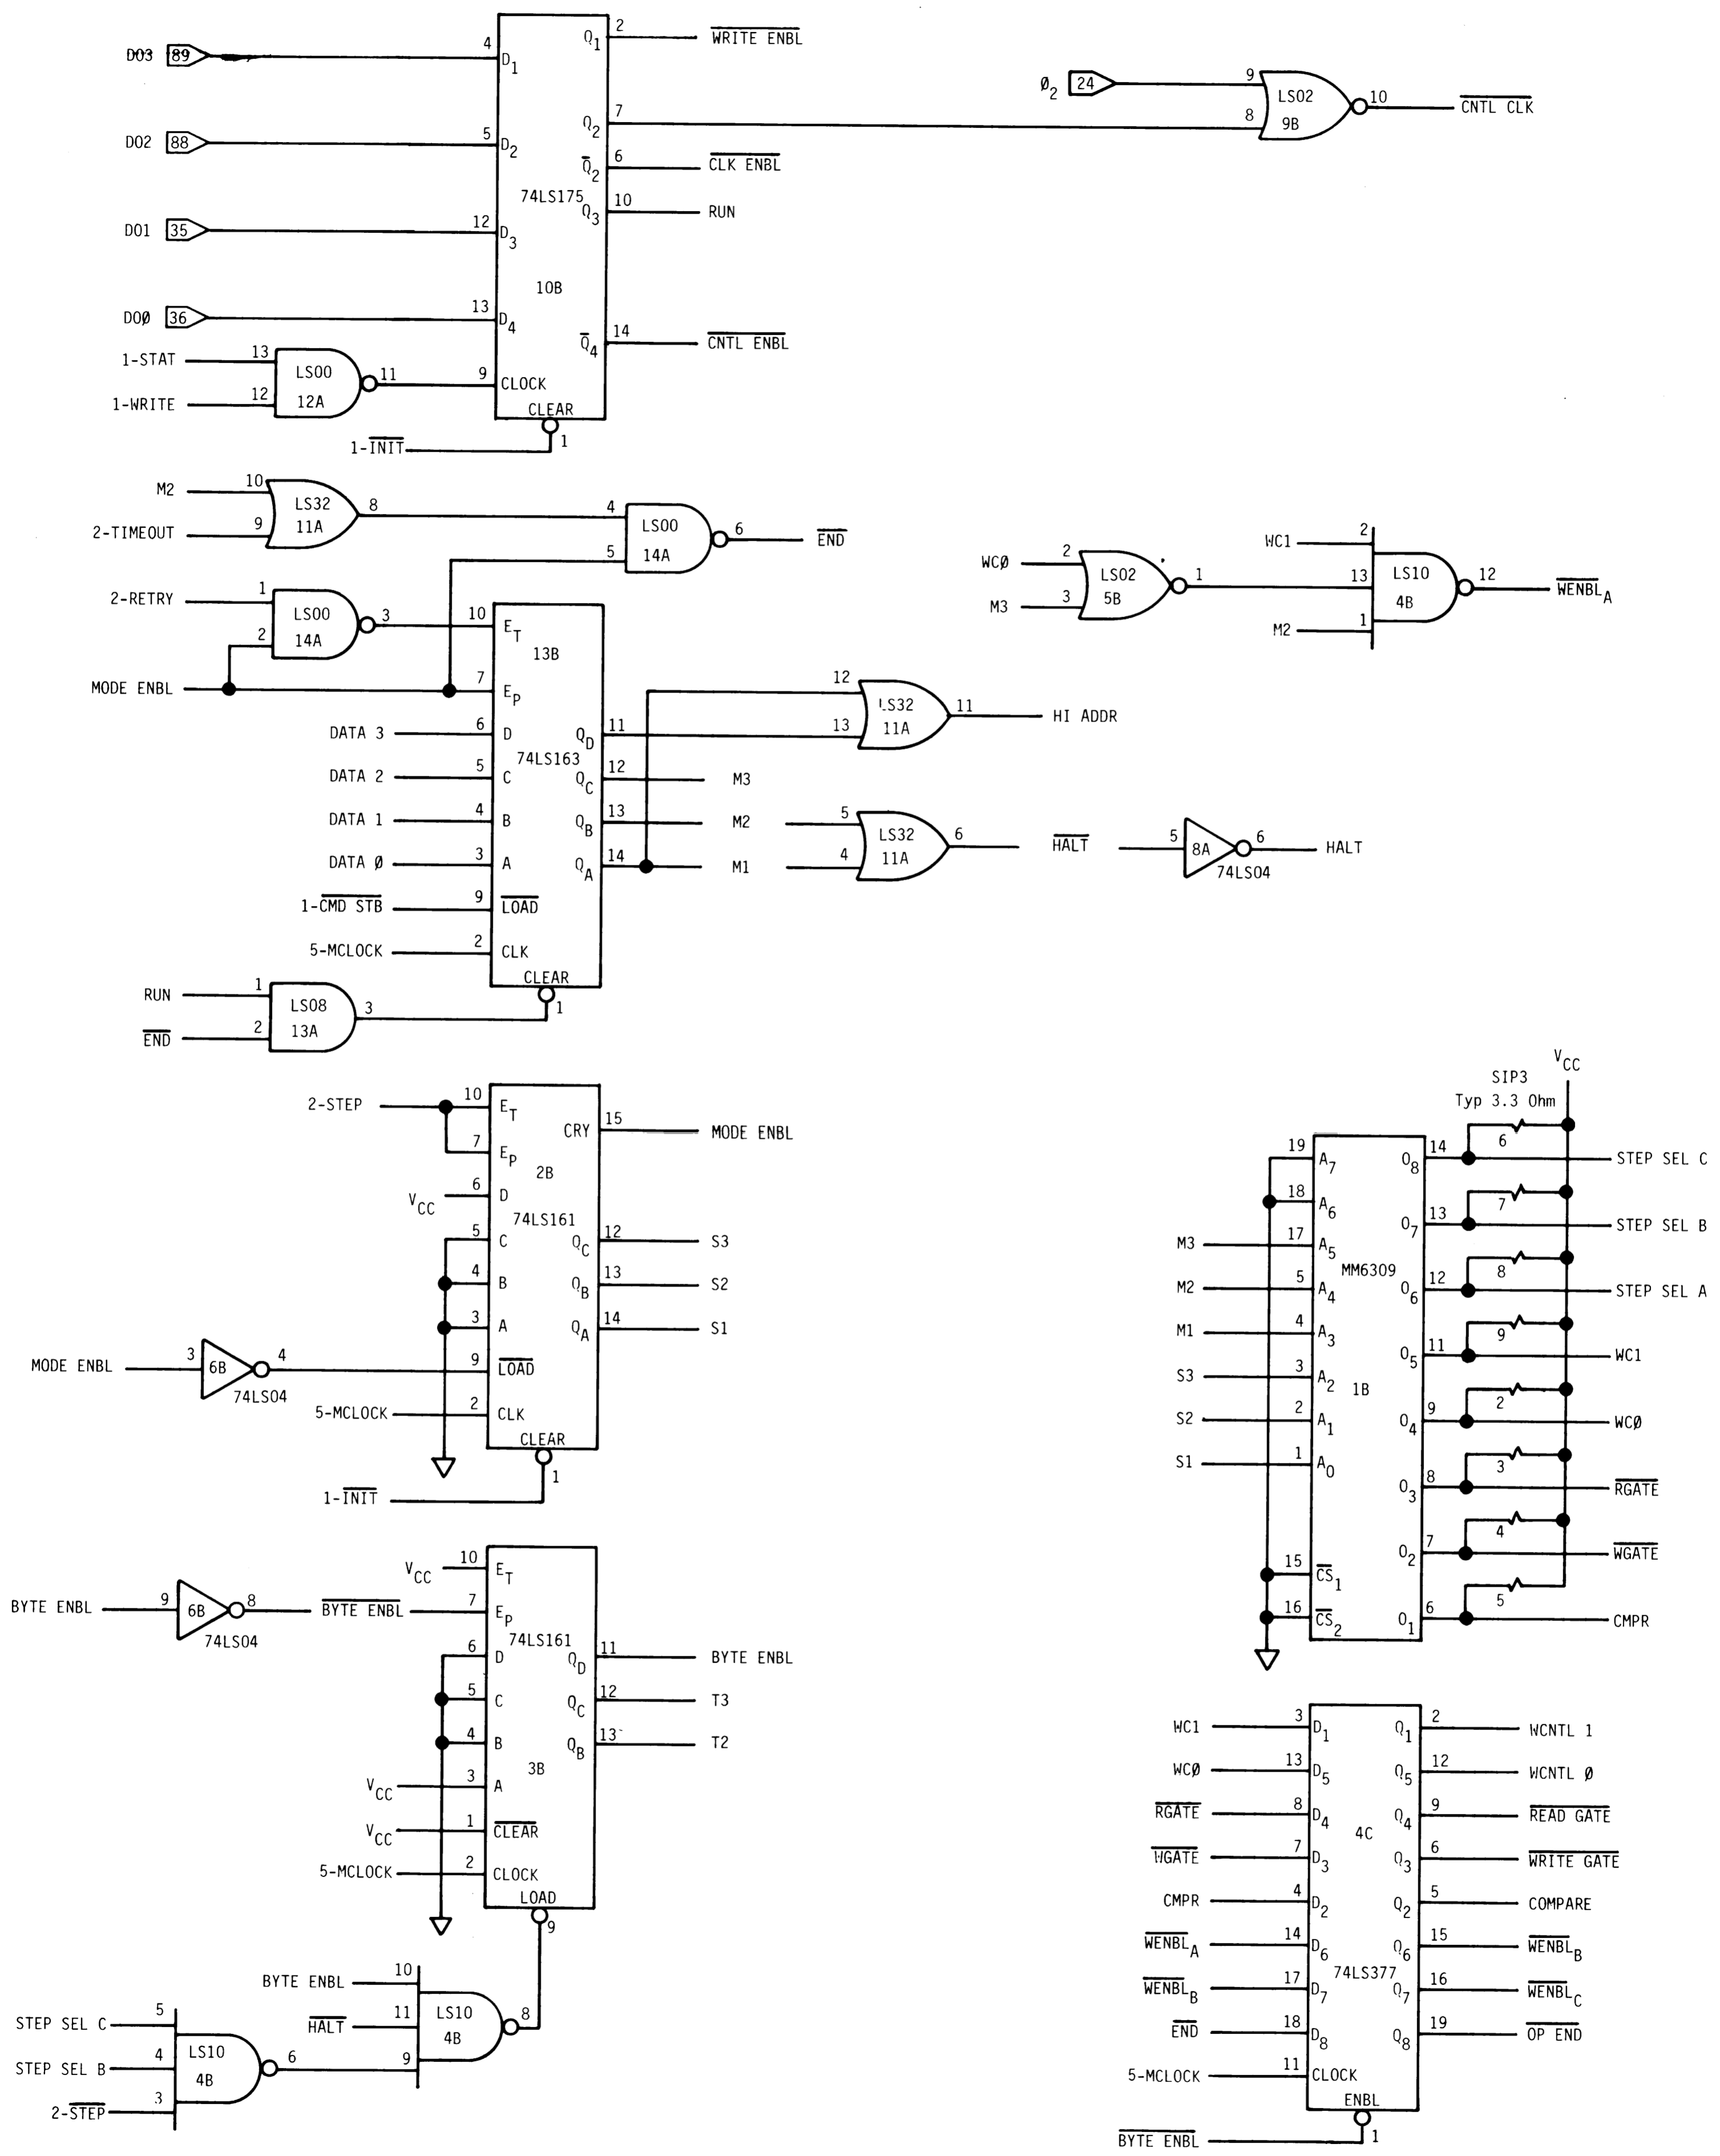 DO3 89 4 D1
Q1 2 WRITE ENBL
DO2 88 5 D2
Q2 7
Q̄2 6 CLK ENBL
74LS175
Q3 10 RUN
DO1 35 12 D3
10B
DOØ 36 13 D4
Q̄4 14 CNTL ENBL
1-STAT 13
1-WRITE 12
LS00
12A
11
9 CLOCK
CLEAR
1-INIT 1
Ø2 24 9
8
LS02
9B
10 CNTL CLK
M2 10
2-TIMEOUT 9
LS32
11A
8
4
5
LS00
14A
6 END
2-RETRY 1
2
LS00
14A
3
10 ET
13B
MODE ENBL 7 EP
DATA 3 6 D
QD 11
74LS163
DATA 2 5 C
QC 12 M3
DATA 1 4 B
QB 13 M2
DATA Ø 3 A
QA 14 M1
1-CMD STB 9 LOAD
5-MCLOCK 2 CLK
CLEAR
1
RUN 1
END 2
LS08
13A
3
12
13
LS32
11A
11 HI ADDR
5
4
LS32
11A
6 HALT
5 8A 6 HALT
74LS04
WCØ 2
M3 3
LS02
5B
1
WC1 2
13
M2 1
LS10
4B
12 WENBLA
2-STEP 10 ET
7 EP
CRY 15 MODE ENBL
2B
VCC 6 D
74LS161
5 C
QC 12 S3
4 B
QB 13 S2
3 A
QA 14 S1
MODE ENBL 3 6B 4
74LS04
9 LOAD
5-MCLOCK 2 CLK
CLEAR
1-INIT 1
VCC 10 ET
BYTE ENBL 9 6B 8 BYTE ENBL 7 EP
74LS04
74LS161
6 D
QD 11 BYTE ENBL
5 C
QC 12 T3
4 B
QB 13 T2
3B
VCC 3 A
VCC 1 CLEAR
5-MCLOCK 2 CLOCK
LOAD
9
BYTE ENBL 10
HALT 11
9
LS10
4B
8
STEP SEL C 5
STEP SEL B 4
2-STEP 3
LS10
4B
6
VCC
SIP3
Typ 3.3 Ohm
19 A7
O8 14 6 STEP SEL C
18 A6
O7 13 7 STEP SEL B
M3 17 A5
MM6309
M2 5 A4
O6 12 8 STEP SEL A
M1 4 A3
O5 11 9 WC1
S3 3 A2
1B
S2 2 A1
O4 9 2 WCØ
S1 1 A0
O3 8 3 RGATE
O2 7 4 WGATE
15 CS1
16 CS2
O1 6 5 CMPR
WC1 3 D1
Q1 2 WCNTL 1
WCØ 13 D5
Q5 12 WCNTL Ø
RGATE 8 D4
Q4 9 READ GATE
4C
WGATE 7 D3
Q3 6 WRITE GATE
CMPR 4 D2
Q2 5 COMPARE
WENBLA 14 D6
Q6 15 WENBLB
74LS377
WENBLB 17 D7
Q7 16 WENBLC
END 18 D8
Q8 19 OP END
5-MCLOCK 11 CLOCK
ENBL
BYTE ENBL 1